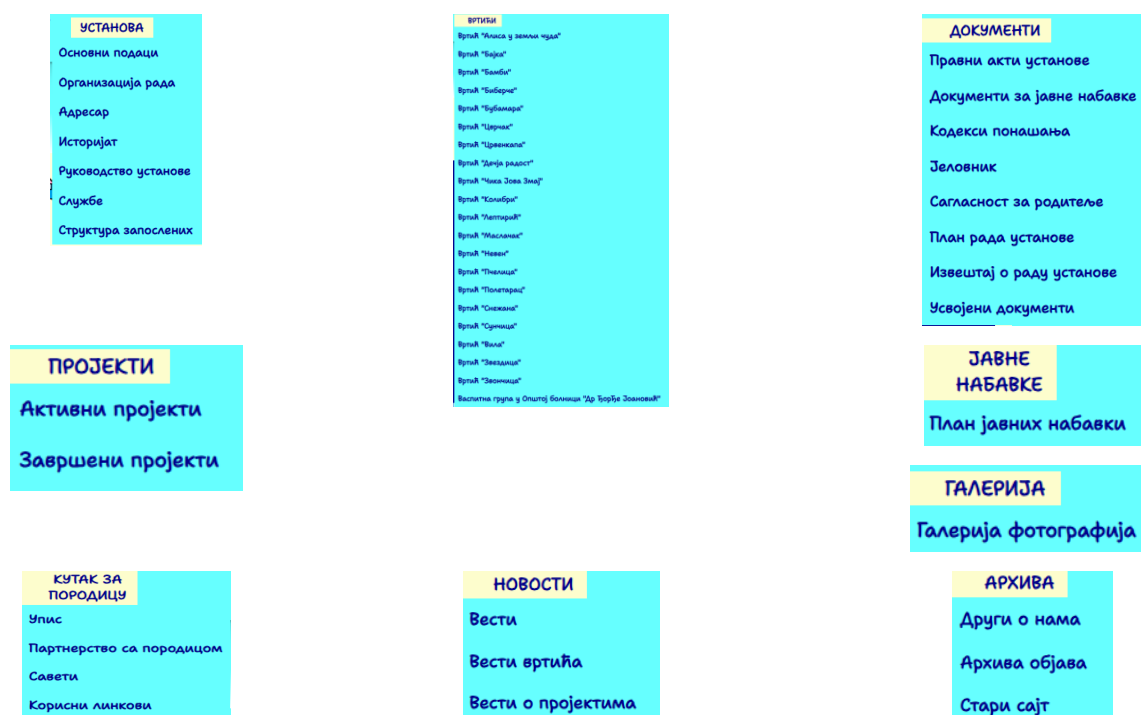 УСТАНОВА
Основни подаци
Организација рада
Адресар
Историјат
Руководство установе
Службе
Структура запослених
ВРТИЋИ
Вртић "Алиса у земљи чуда"
Вртић "Бајка"
Вртић "Бамби"
Вртић "Биберче"
Вртић "Бубамара"
Вртић "Цврчак"
Вртић "Црвенкапа"
Вртић "Дечја радост"
Вртић "Чика Јова Змај"
Вртић "Колибри"
Вртић "Лептирић"
Вртић "Маслачак"
Вртић "Невен"
Вртић "Пчелица"
Вртић "Полетарац"
Вртић "Снежана"
Вртић "Сунчица"
Вртић "Вила"
Вртић "Звездица"
Вртић "Звончица"
Васпитна група у Општој болници "Др Ђорђе Јоановић"
ДОКУМЕНТИ
Правни акти установе
Документи за јавне набавке
Кодекси понашања
Јеловник
Сагласност за родитеље
План рада установе
Извештај о раду установе
Усвојени документи
ПРОЈЕКТИ
Активни пројекти
Завршени пројекти
ЈАВНЕ
НАБАВКЕ
План јавних набавки
ГАЛЕРИЈА
Галерија фотографија
КУТАК ЗА
ПОРОДИЦУ
Упис
Партнерство са породицом
Савети
Корисни линкови
НОВОСТИ
Вести
Вести вртића
Вести о пројектима
АРХИВА
Други о нама
Архива објава
Стари сајт